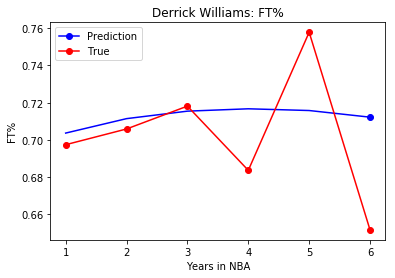 Derrick Williams: FT%
Prediction
True
FT%
0.76
0.74
0.72
0.70
0.68
0.66
1 2 3 4 5 6
Years in NBA